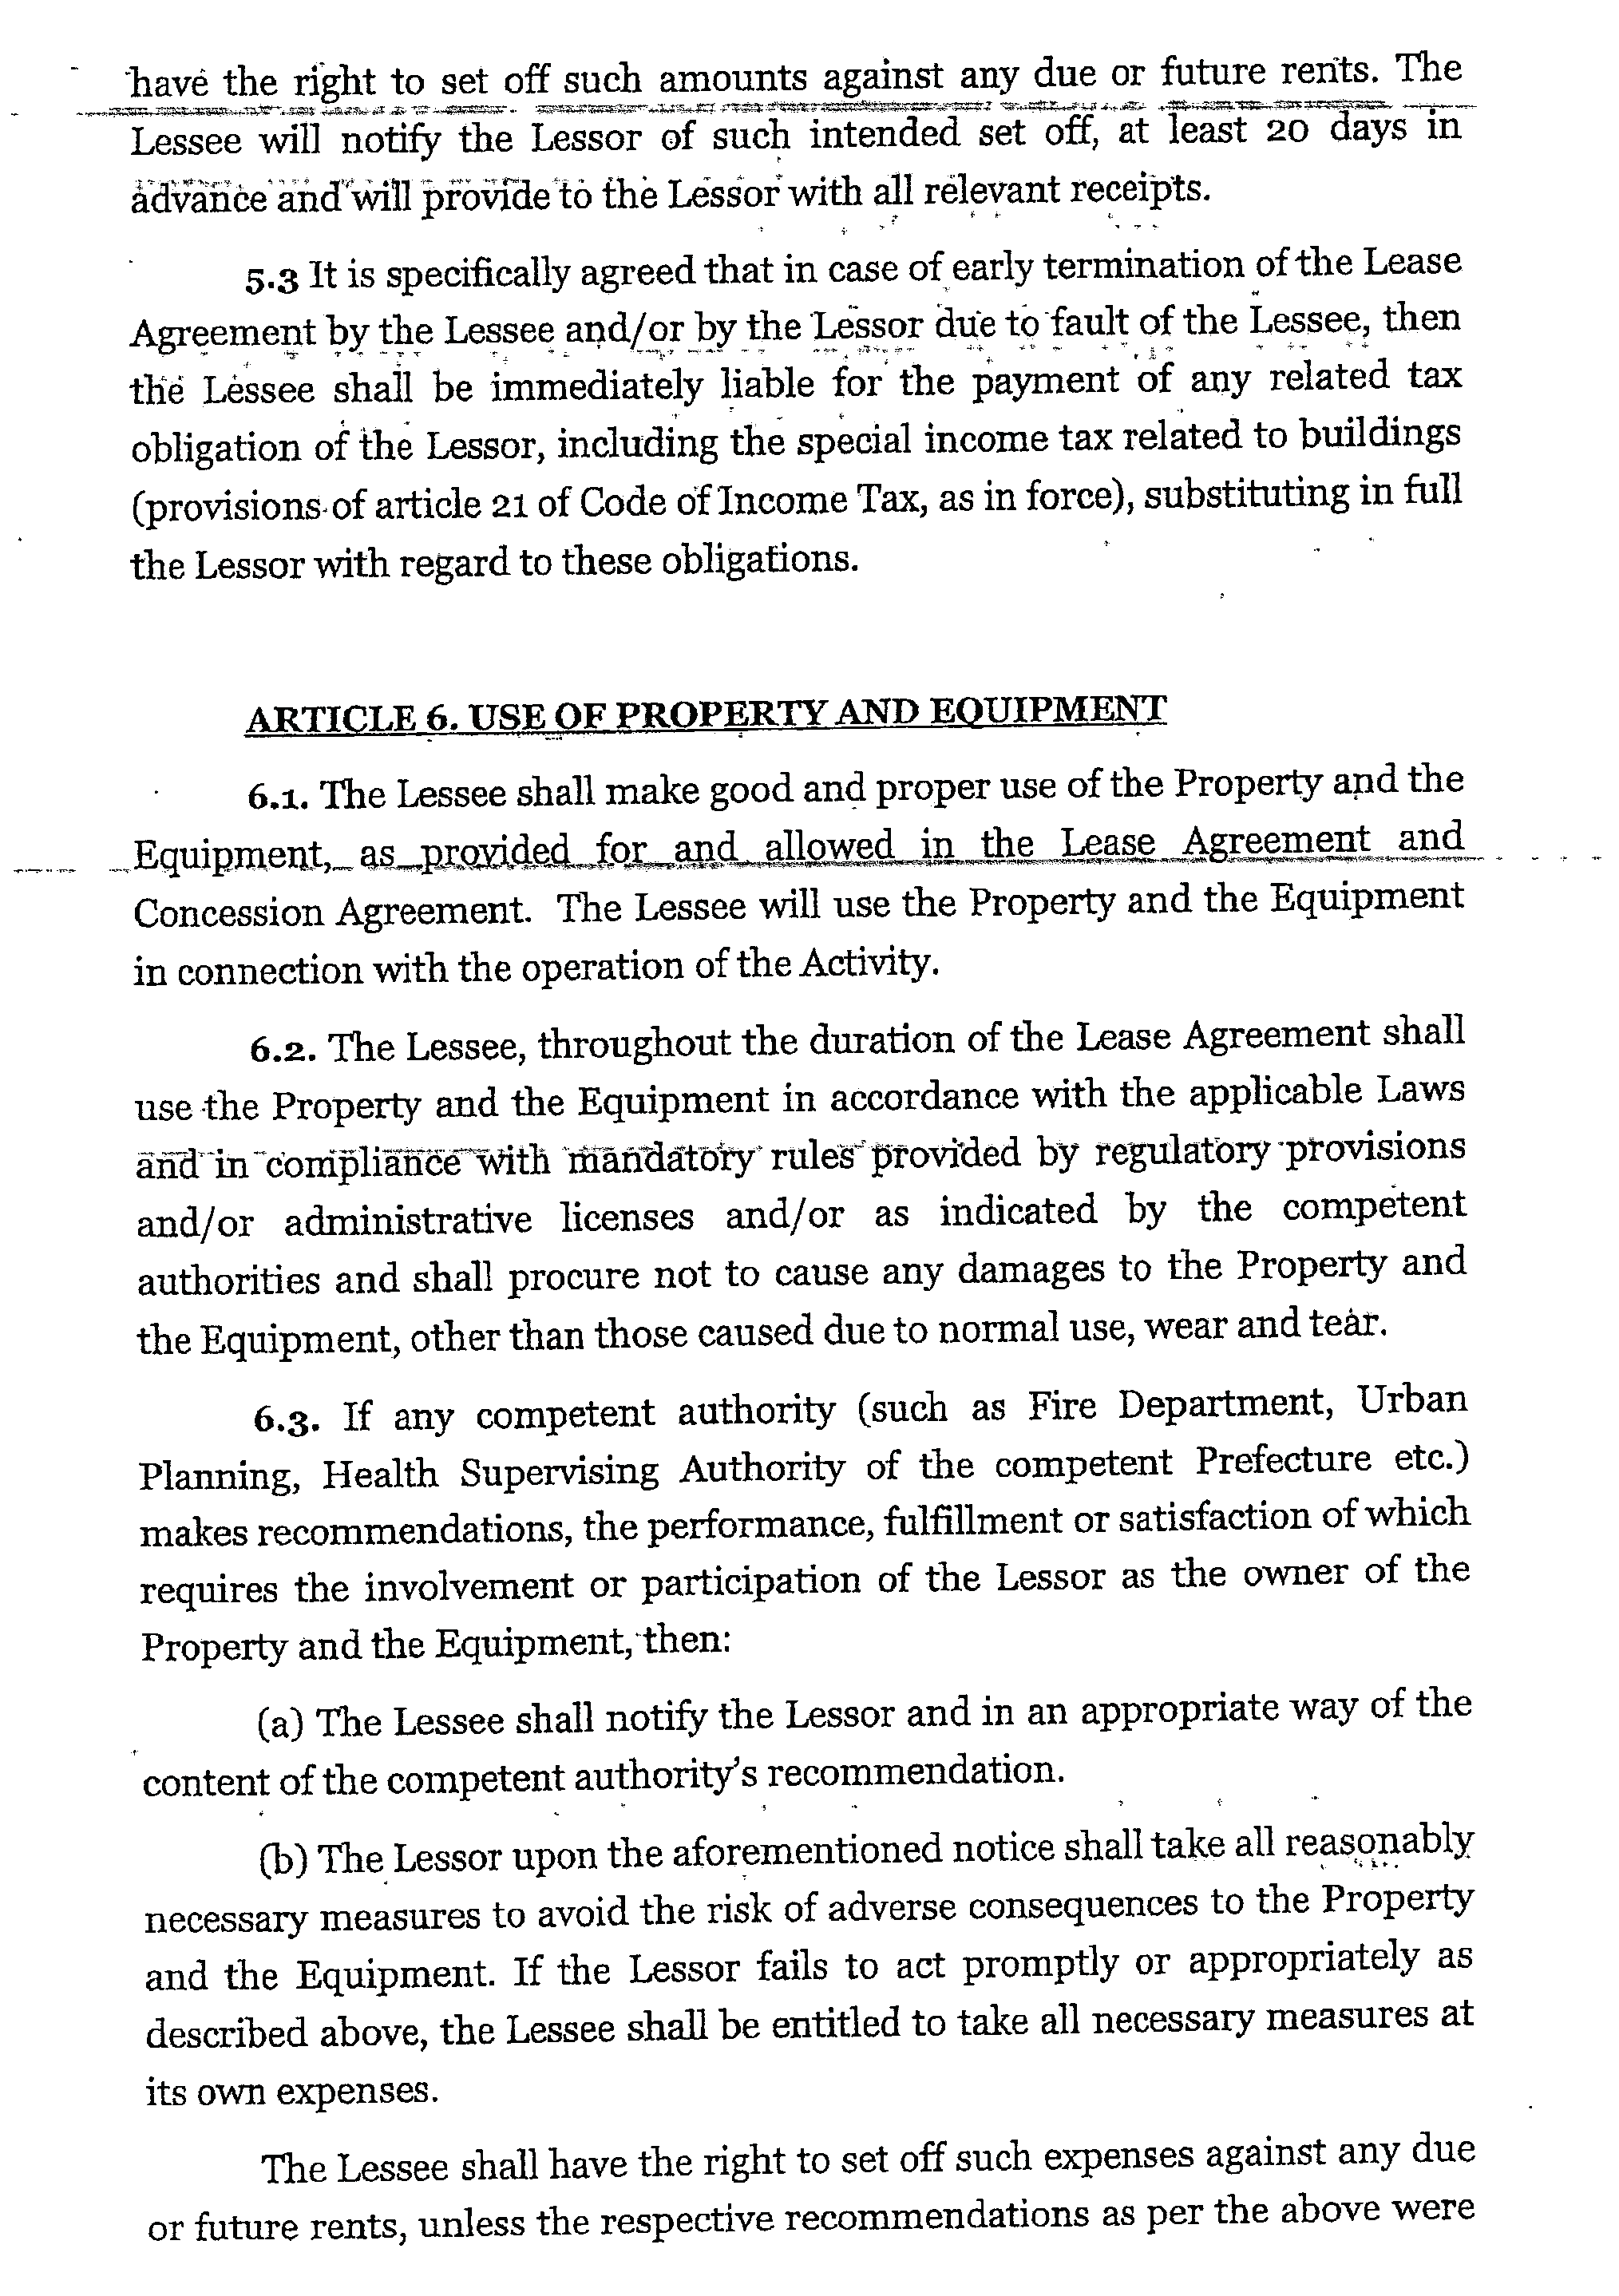 have the right to set off such amounts against any due or future rents. The
Lessee will notify the Lessor of such intended set off, at least 20 days in
advance and will provide to the Lessor with all relevant receipts.
5.3 It is specifically agreed that in case of early termination of the Lease
Agreement by the Lessee and/or by the Lessor due to fault of the Lessee, then
the Lessee shall be immediately liable for the payment of any related tax
obligation of the Lessor, including the special income tax related to buildings
(provisions of article 21 of Code of Income Tax, as in force), substituting in full
the Lessor with regard to these obligations.
ARTICLE 6. USE OF PROPERTY AND EQUIPMENT
6.1. The Lessee shall make good and proper use of the Property and the
Equipment, as provided for and allowed in the Lease Agreement and
Concession Agreement. The Lessee will use the Property and the Equipment
in connection with the operation of the Activity.
6.2. The Lessee, throughout the duration of the Lease Agreement shall
use the Property and the Equipment in accordance with the applicable Laws
and in compliance with mandatory rules provided by regulatory provisions
and/or administrative licenses and/or as indicated by the competent
authorities and shall procure not to cause any damages to the Property and
the Equipment, other than those caused due to normal use, wear and tear.
6.3. If any competent authority (such as Fire Department, Urban
Planning, Health Supervising Authority of the competent Prefecture etc.)
makes recommendations, the performance, fulfillment or satisfaction of which
requires the involvement or participation of the Lessor as the owner of the
Property and the Equipment, then:
(a) The Lessee shall notify the Lessor and in an appropriate way of the
content of the competent authority's recommendation.
(b) The Lessor upon the aforementioned notice shall take all reasonably
necessary measures to avoid the risk of adverse consequences to the Property
and the Equipment. If the Lessor fails to act promptly or appropriately as
described above, the Lessee shall be entitled to take all necessary measures at
its own expenses.
The Lessee shall have the right to set off such expenses against any due
or future rents, unless the respective recommendations as per the above were